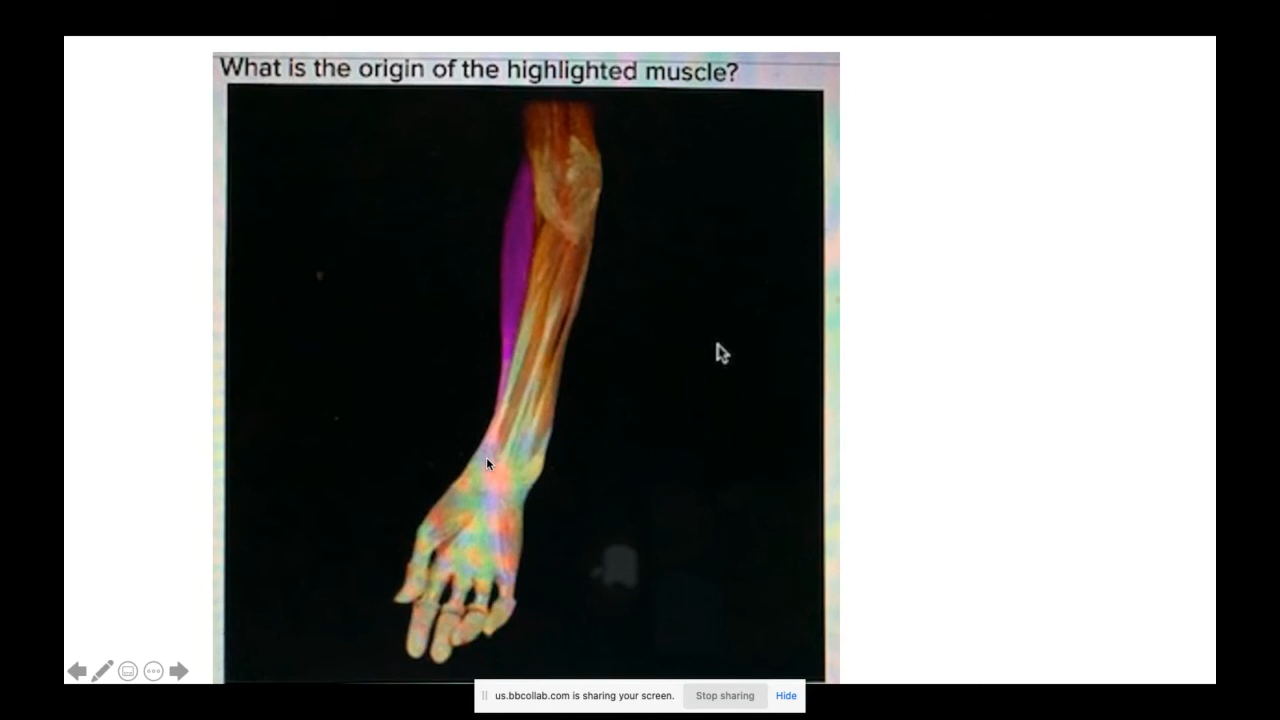 What is the origin of the highlighted muscle?
us.bbcollab.com is sharing your screen.
Stop sharing
Hide